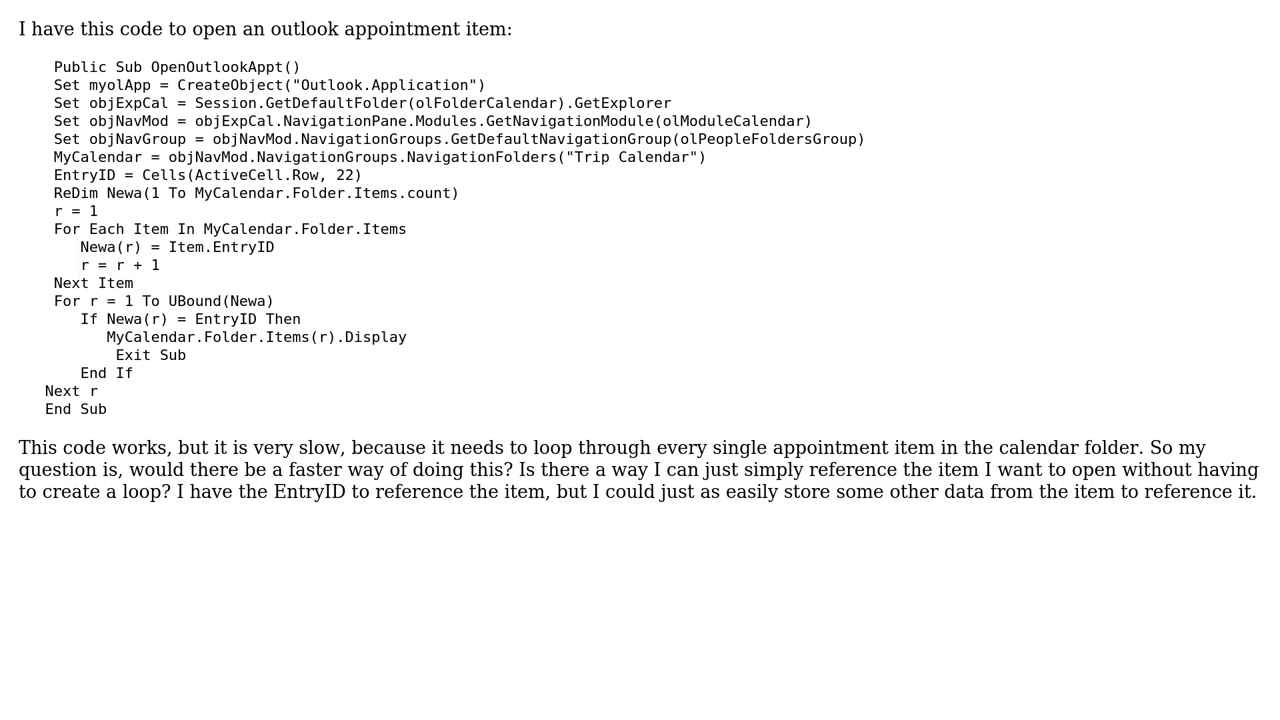 I have this code to open an outlook appointment item:
Public Sub OpenOutlookAppt()
Set myolApp = CreateObject("Outlook.Application")
Set objExpCal = Session.GetDefaultFolder(olFolderCalendar).GetExplorer
Set objNavMod = objExpCal.NavigationPane.Modules.GetNavigationModule(olModuleCalendar)
Set objNavGroup = objNavMod.NavigationGroups.GetDefaultNavigationGroup(olPeopleFoldersGroup)
MyCalendar = objNavMod.NavigationGroups.NavigationFolders("Trip Calendar")
EntryID = Cells(ActiveCell.Row, 22)
ReDim Newa(1 To MyCalendar.Folder.Items.count)
r = 1
For Each Item In MyCalendar.Folder.Items
Newa(r) = Item.EntryID
r = r + 1
Next Item
For r = 1 To UBound(Newa)
If Newa(r) = EntryID Then
MyCalendar.Folder.Items(r).Display
Exit Sub
End If
Next r
End Sub
This code works, but it is very slow, because it needs to loop through every single appointment item in the calendar folder. So my
question is, would there be a faster way of doing this? Is there a way I can just simply reference the item I want to open without having
to create a loop? I have the EntryID to reference the item, but I could just as easily store some other data from the item to reference it.